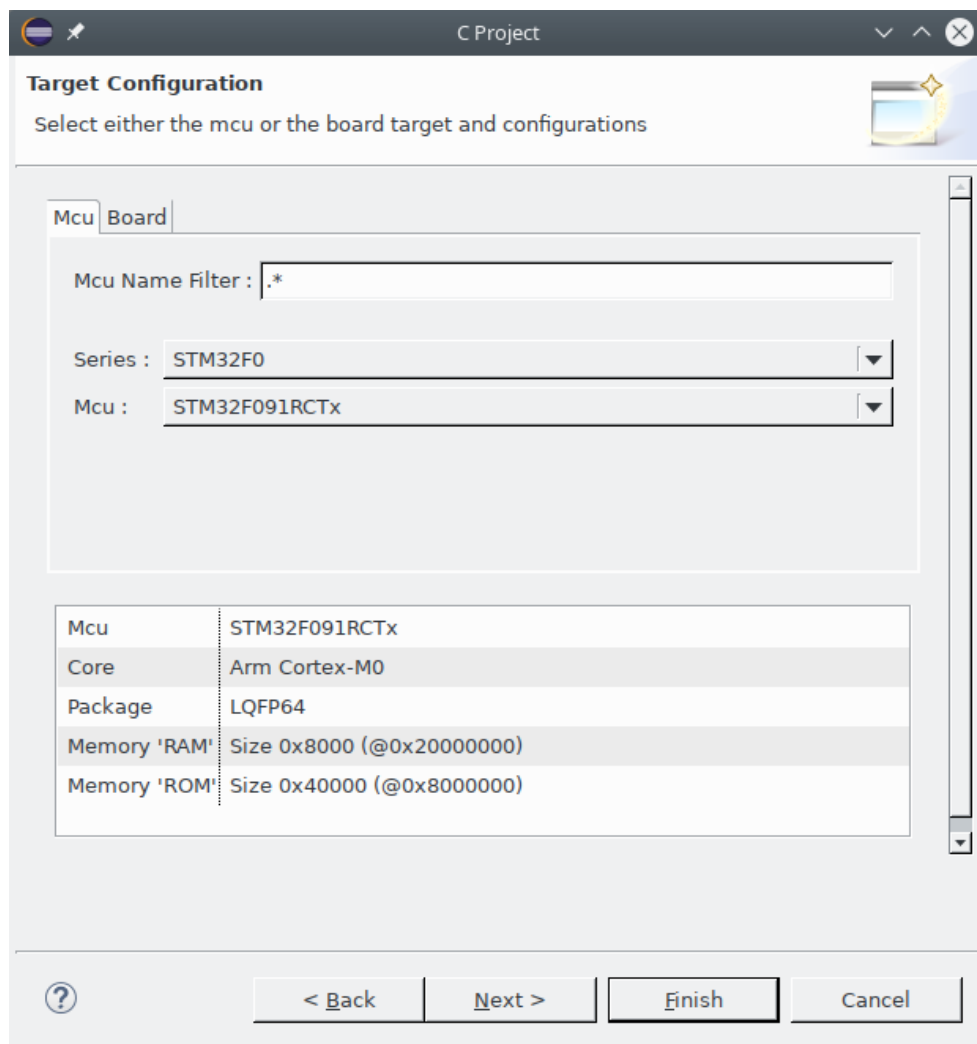 C Project
Target Configuration
Select either the mcu or the board target and configurations
Mcu Board
Mcu Name Filter : .*
Series : STM32F0
Mcu : STM32F091RCTx
Mcu STM32F091RCTx
Core Arm Cortex-M0
Package LQFP64
Memory 'RAM' Size 0x8000 (@0x20000000)
Memory 'ROM' Size 0x40000 (@0x8000000)
? < Back Next > Finish Cancel